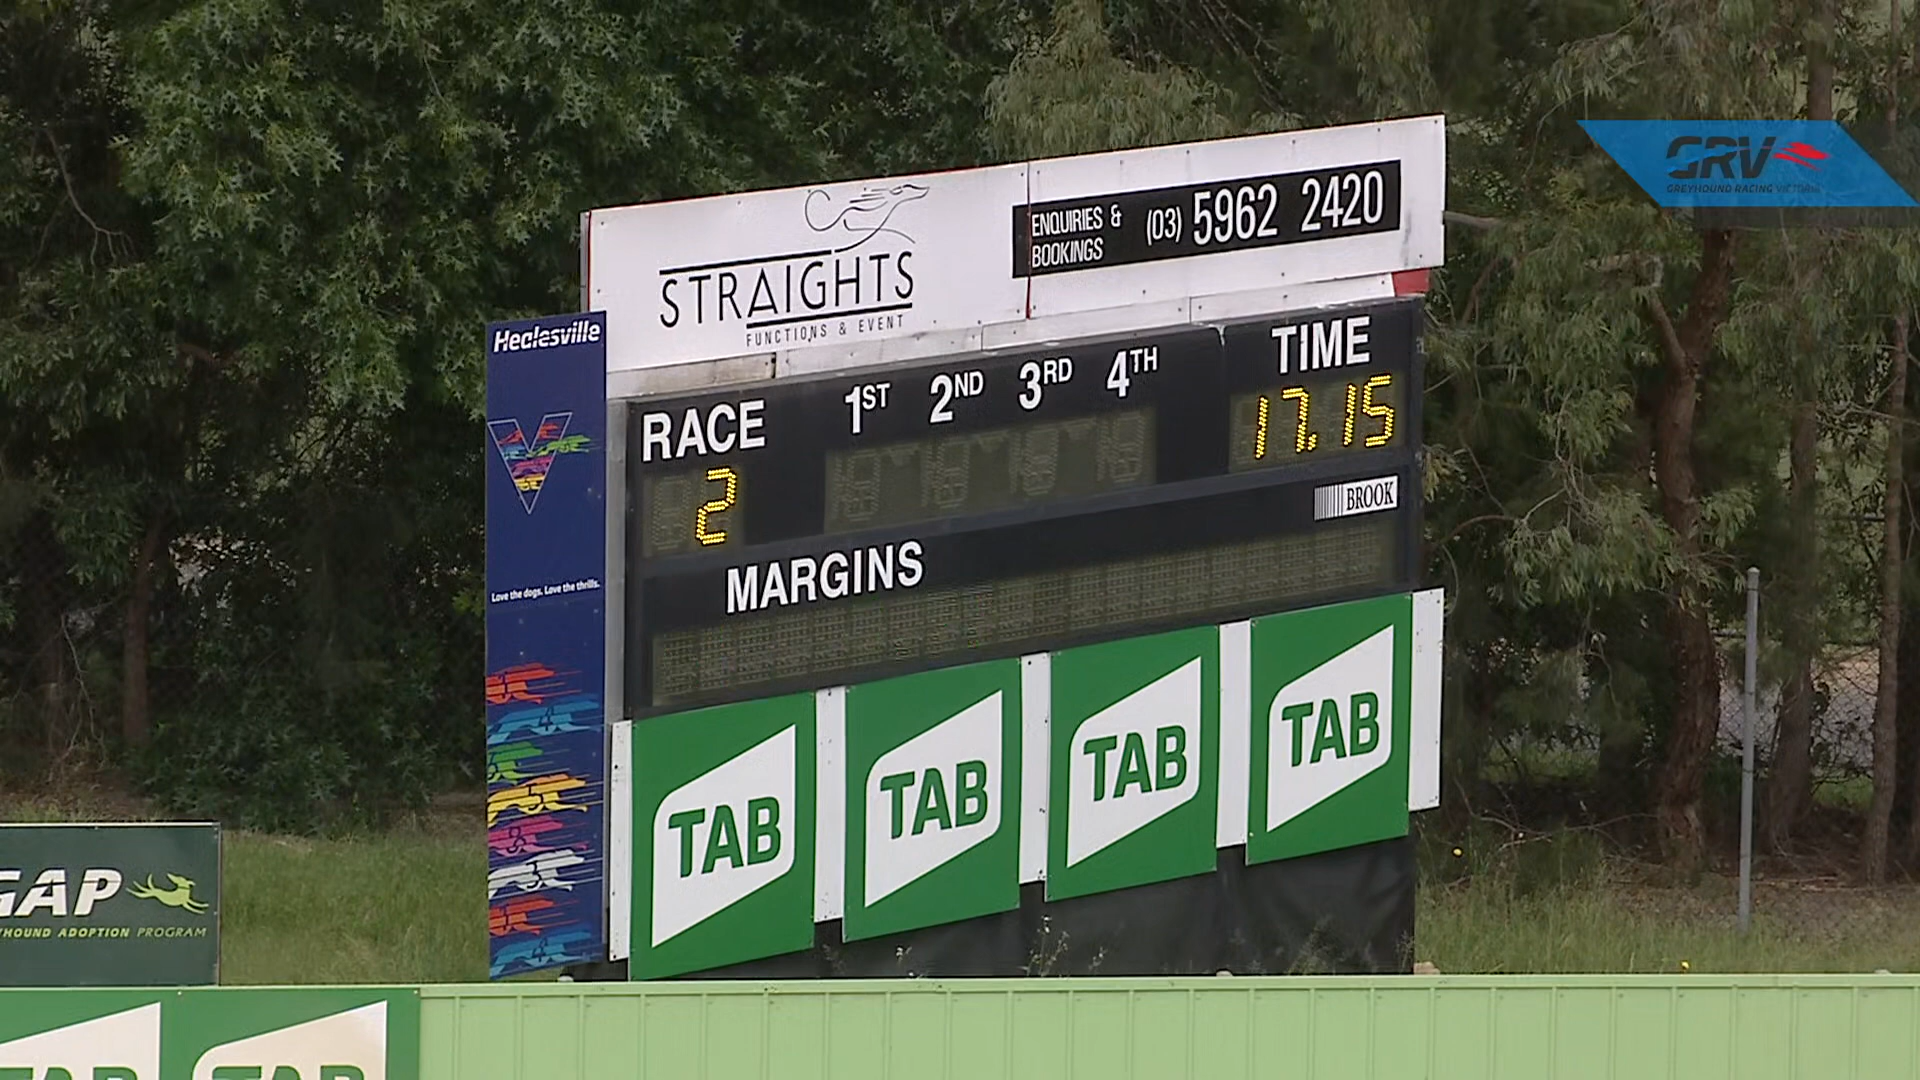 GRV
GREYHOUND RACING VICTORIA
ENQUIRIES & BOOKINGS (03) 5962 2420
STRAIGHTS
FUNCTIONS & EVENT
Healesville
Love the dogs. Love the thrills.
RACE 1ST 2ND 3RD 4TH TIME
2 17.15
BROOK
MARGINS
TAB TAB TAB TAB
GAP
HOUND ADOPTION PROGRAM
TAB TAB